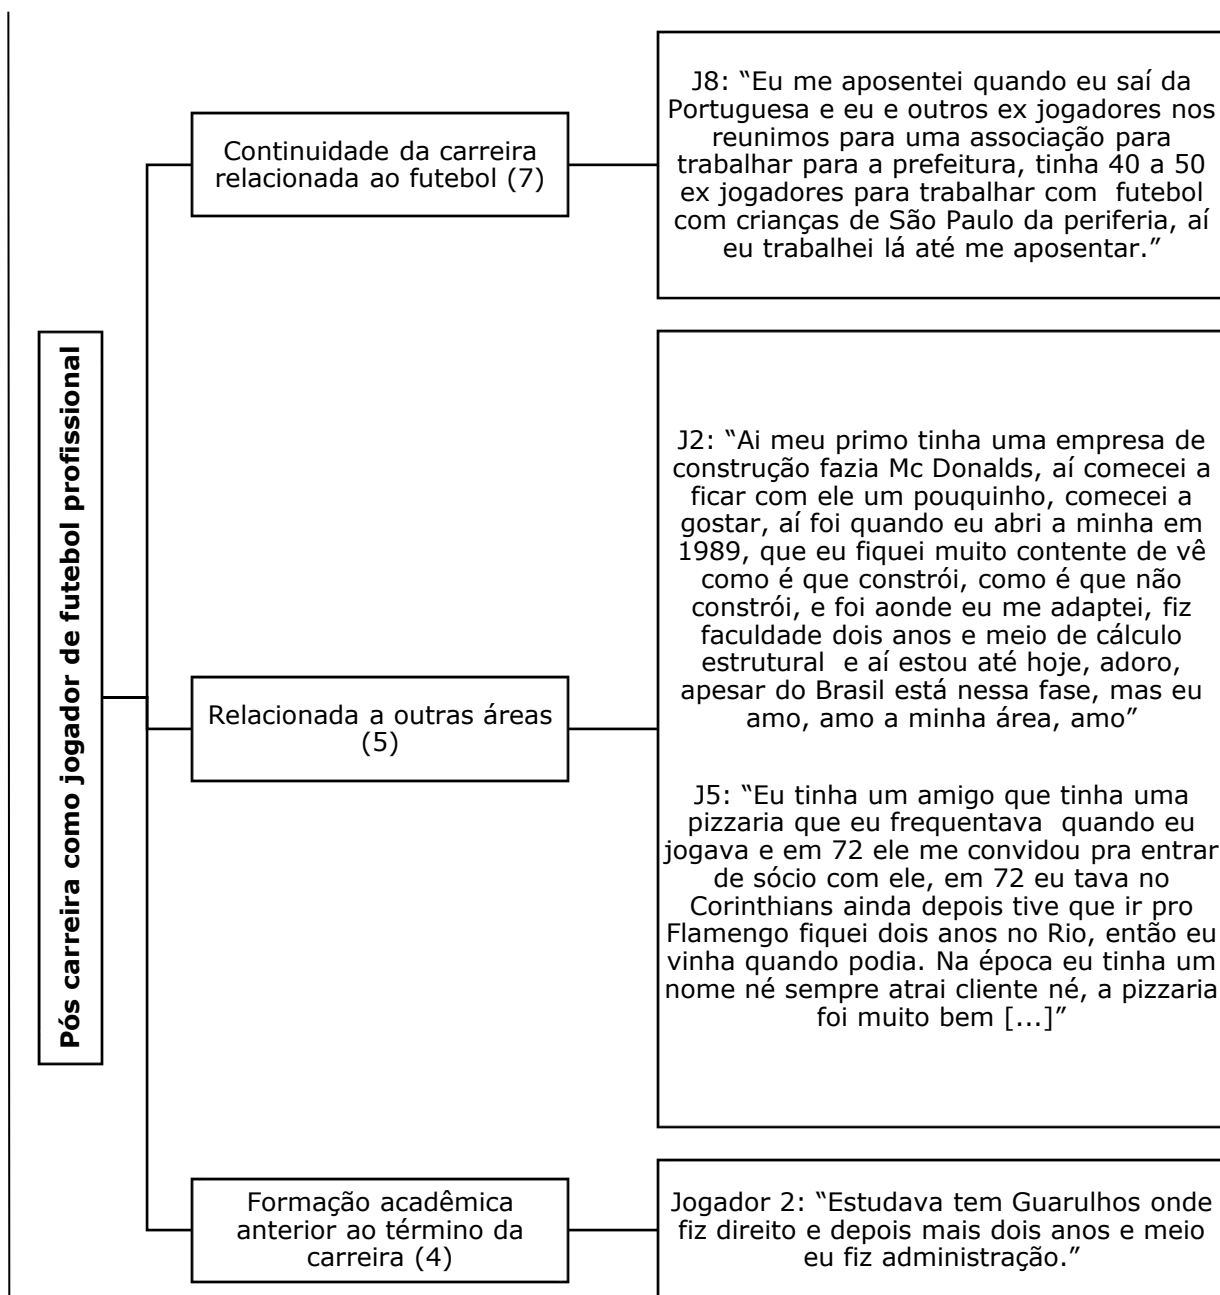 Pós carreira como jogador de futebol profissional
Continuidade da carreira
relacionada ao futebol (7)
J8: “Eu me aposentei quando eu saí da
Portuguesa e eu e outros ex jogadores nos
reunimos para uma associação para
trabalhar para a prefeitura, tinha 40 a 50
ex jogadores para trabalhar com  futebol
com crianças de São Paulo da periferia, aí
eu trabalhei lá até me aposentar.”
Relacionada a outras áreas
(5)
J2: “Ai meu primo tinha uma empresa de
construção fazia Mc Donalds, aí comecei a
ficar com ele um pouquinho, comecei a
gostar, aí foi quando eu abri a minha em
1989, que eu fiquei muito contente de vê
como é que constrói, como é que não
constrói, e foi aonde eu me adaptei, fiz
faculdade dois anos e meio de cálculo
estrutural  e aí estou até hoje, adoro,
apesar do Brasil está nessa fase, mas eu
amo, amo a minha área, amo”
J5: “Eu tinha um amigo que tinha uma
pizzaria que eu frequentava  quando eu
jogava e em 72 ele me convidou pra entrar
de sócio com ele, em 72 eu tava no
Corinthians ainda depois tive que ir pro
Flamengo fiquei dois anos no Rio, então eu
vinha quando podia. Na época eu tinha um
nome né sempre atrai cliente né, a pizzaria
foi muito bem [...]”
Formação acadêmica
anterior ao término da
carreira (4)
Jogador 2: “Estudava tem Guarulhos onde
fiz direito e depois mais dois anos e meio
eu fiz administração.”